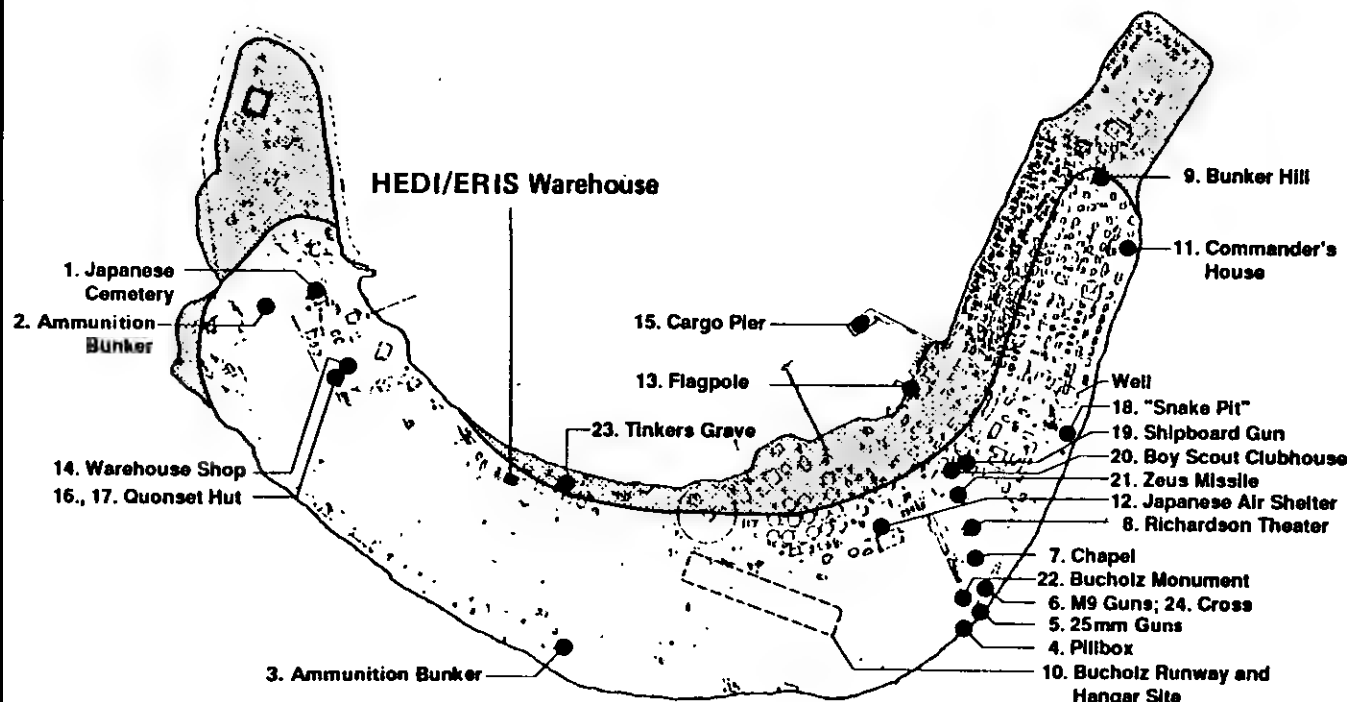 HEDI/ERIS Warehouse
9. Bunker Hill
11. Commander's
House
1. Japanese
Cemetery
2. Ammunition
Bunker
15. Cargo Pier
13. Flagpole
Well
18. "Snake Pit"
19. Shipboard Gun
20. Boy Scout Clubhouse
21. Zeus Missile
12. Japanese Air Shelter
8. Richardson Theater
23. Tinkers Grave
14. Warehouse Shop
16., 17. Quonset Hut
7. Chapel
22. Bucholz Monument
6. M9 Guns; 24. Cross
5. 25mm Guns
4. Pillbox
3. Ammunition Bunker
10. Bucholz Runway and
Hangar Site